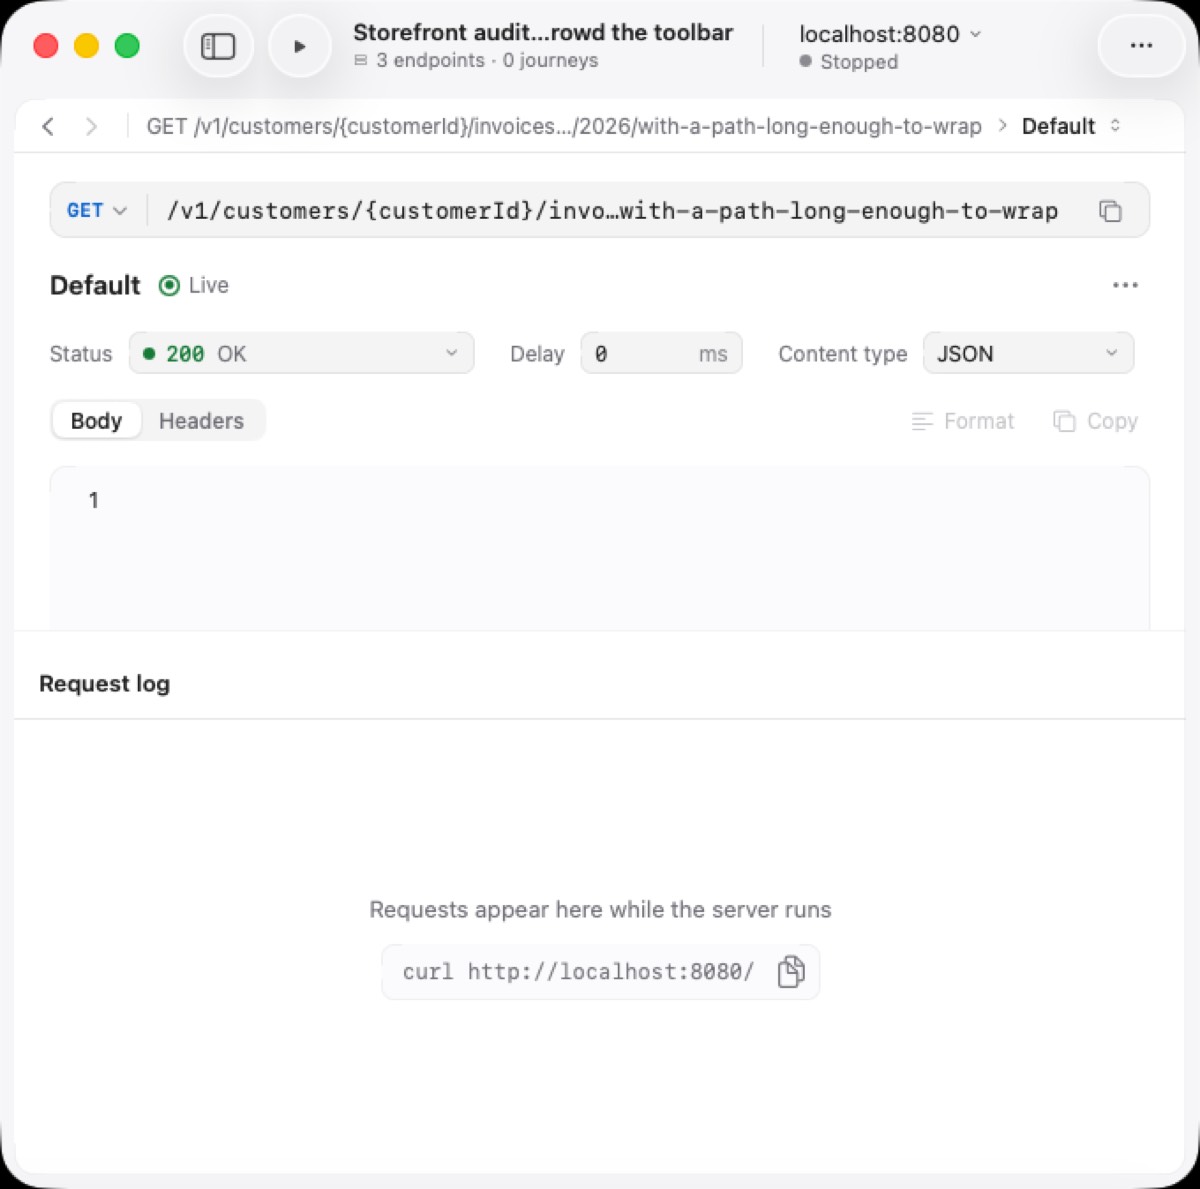 Storefront audit...rowd the toolbar
3 endpoints · 0 journeys
localhost:8080
Stopped
GET /v1/customers/{customerId}/invoices.../2026/with-a-path-long-enough-to-wrap > Default
GET /v1/customers/{customerId}/invo…with-a-path-long-enough-to-wrap
Default Live
Status 200 OK Delay 0 ms Content type JSON
Body Headers Format Copy
1
Request log
Requests appear here while the server runs
curl http://localhost:8080/